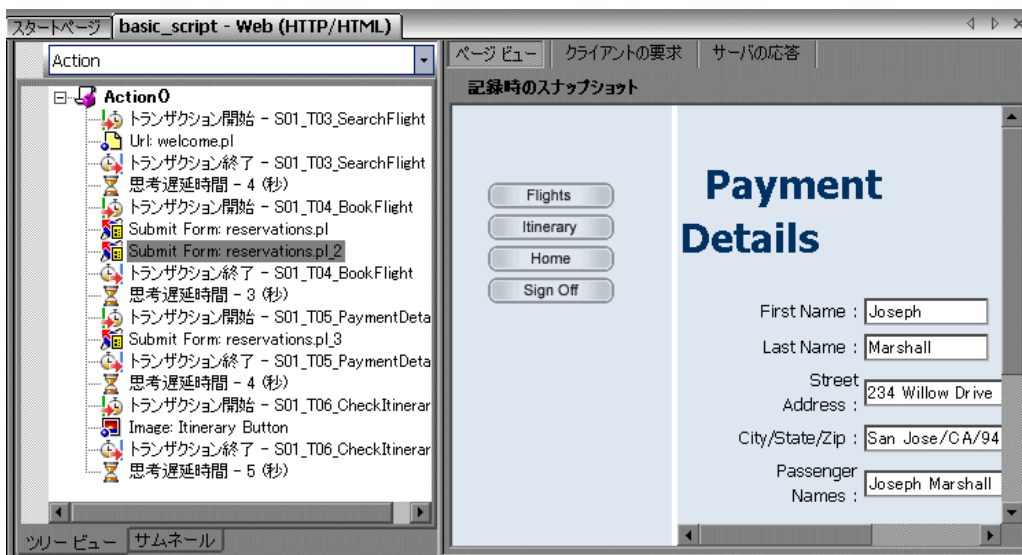 スタートページ
basic_script - Web (HTTP/HTML)
Action
Action()
トランザクション開始 - S01_T03_SearchFlight
Url: welcome.pl
トランザクション終了 - S01_T03_SearchFlight
思考遅延時間 - 4 (秒)
トランザクション開始 - S01_T04_BookFlight
Submit Form: reservations.pl
Submit Form: reservations.pl_2
トランザクション終了 - S01_T04_BookFlight
思考遅延時間 - 3 (秒)
トランザクション開始 - S01_T05_PaymentDeta
Submit Form: reservations.pl_3
トランザクション終了 - S01_T05_PaymentDeta
思考遅延時間 - 4 (秒)
トランザクション開始 - S01_T06_CheckItinerar
Image: Itinerary Button
トランザクション終了 - S01_T06_CheckItinerar
思考遅延時間 - 5 (秒)
ツリー ビュー
サムネール
ページ ビュー
クライアントの要求
サーバの応答
記録時のスナップショット
Flights
Itinerary
Home
Sign Off
Payment
Details
First Name : Joseph
Last Name : Marshall
Street
Address : 234 Willow Drive
City/State/Zip : San Jose/CA/94
Passenger
Names : Joseph Marshall